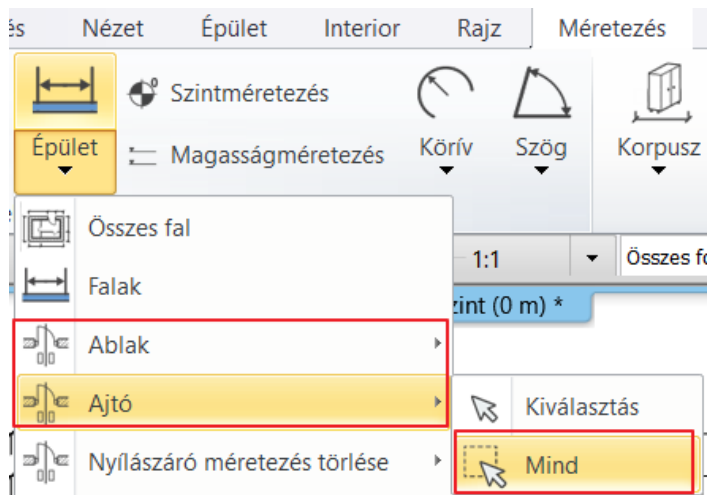 és Nézet Épület Interior Rajz Méretezés
Szintméretezés
Épület Magasságméretezés Körív Szög Korpusz
Összes fal
1:1 Összes fo
Falak
zint (0 m) *
Ablak
Ajtó Kiválasztás
Nyílászáró méretezés törlése Mind